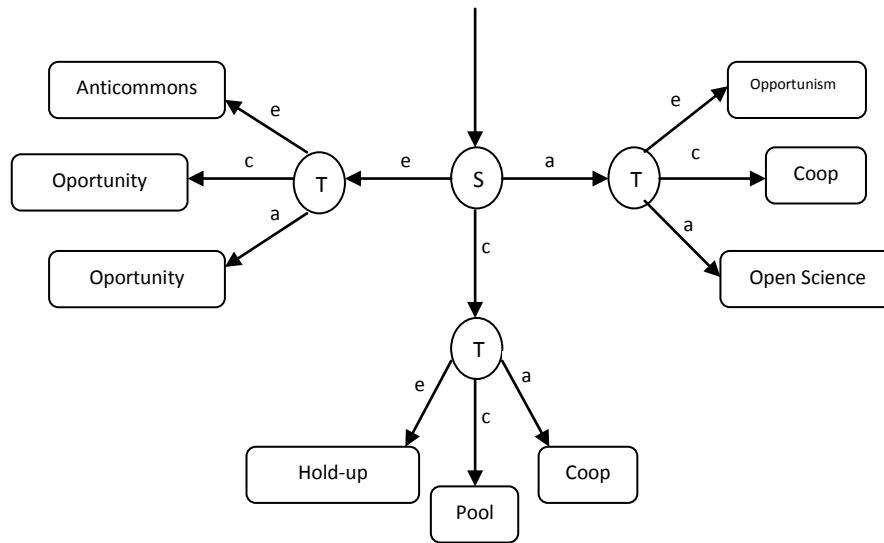 Anticommons
Opportunism
e
e
c
c
Oportunity
T
e
S
a
T
Coop
a
a
Oportunity
c
Open Science
T
e
a
c
Hold-up
Coop
Pool